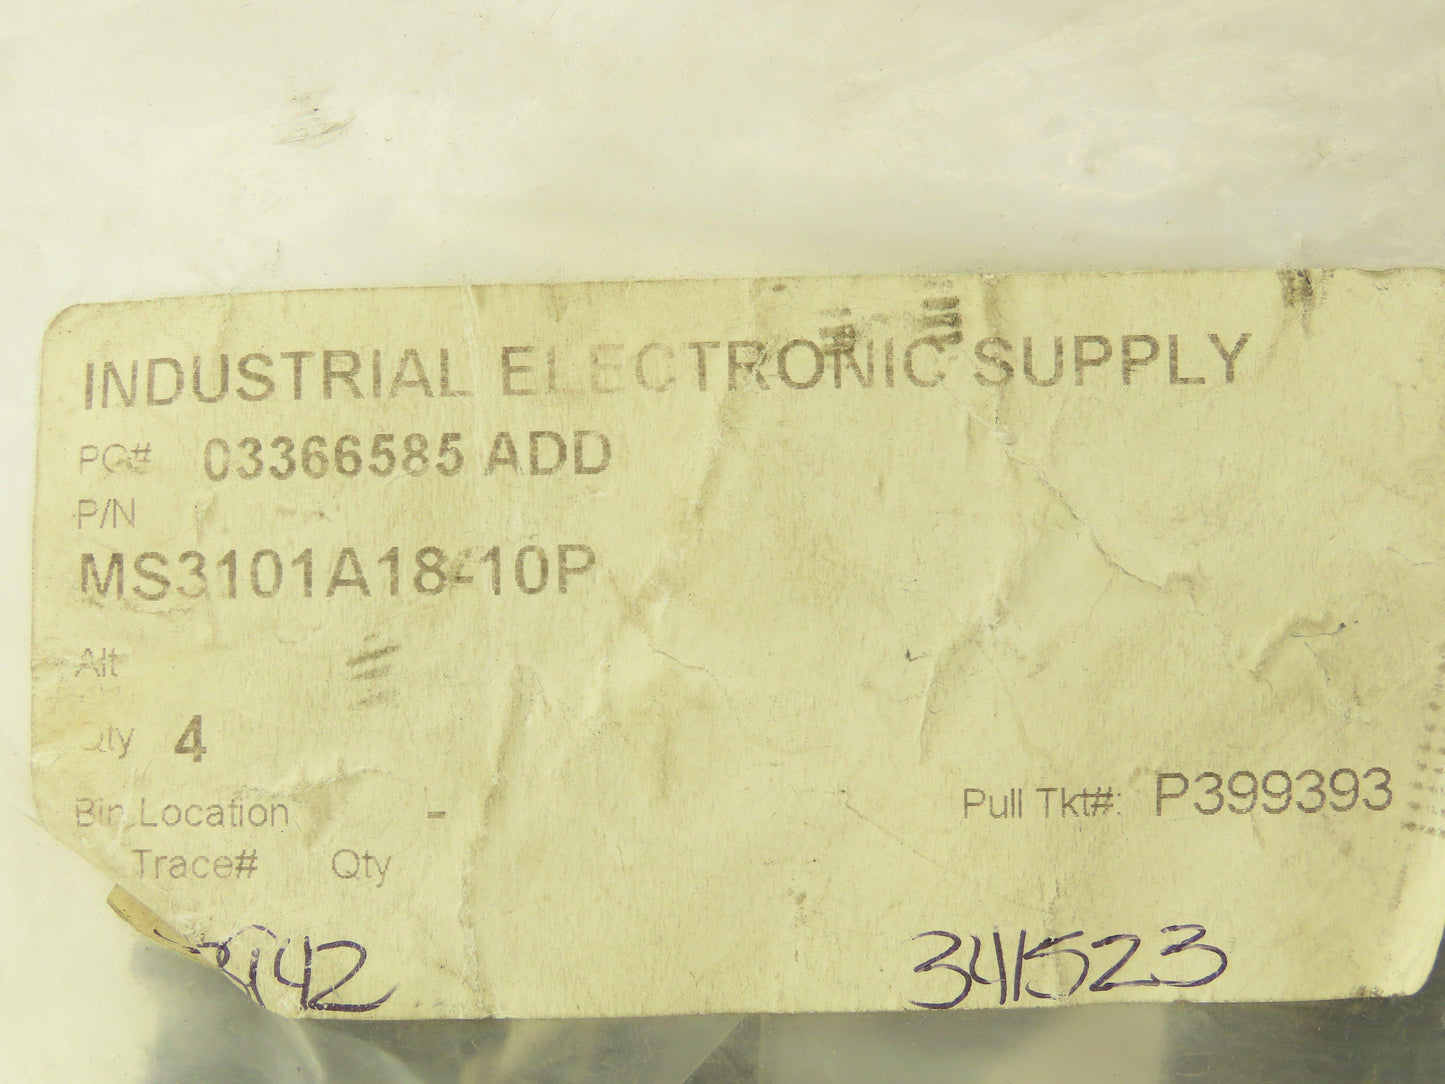 INDUSTRIAL ELECTRONIC SUPPLY
PO# 03366585 ADD
P/N
MS3101A18-10P
Alt
Qty 4
Bin Location -
Pull Tkt#: P399393
Trace# Qty
341523